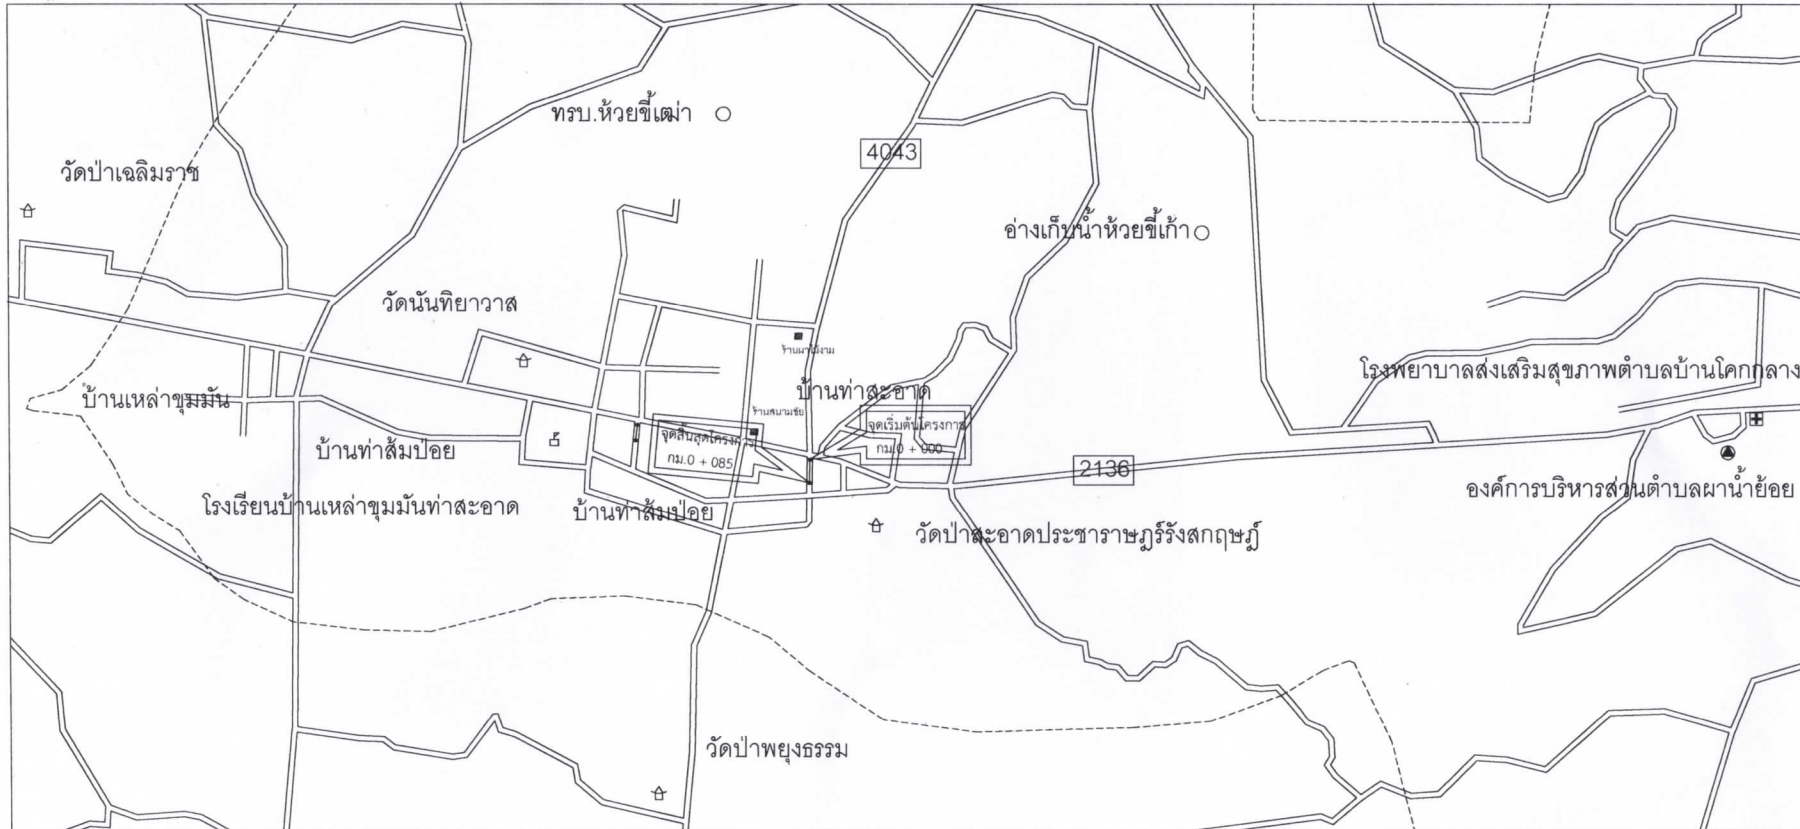 ทรบ.ห้วยขี้เฒ่า
4043
วัดป่าเฉลิมราช
อ่างเก็บน้ำห้วยขี้เก้า
วัดนันทิยาวาส
ร้านผาไม้งาม
โรงพยาบาลส่งเสริมสุขภาพตำบลบ้านโคกกลาง
บ้านท่าสะอาด
บ้านเหล่าขุมมัน
ร้านสนามชัย
จุดเริ่มต้นโครงการ
กม.0 + 000
จุดสิ้นสุดโครงการ
กม.0 + 085
บ้านท่าส้มป่อย
2136
องค์การบริหารส่วนตำบลผาน้ำย้อย
โรงเรียนบ้านเหล่าขุมมันท่าสะอาด
บ้านท่าส้มป่อย
วัดป่าสะอาดประชาราษฎร์รังสกฤษฎ์
วัดป่าพยุงธรรม